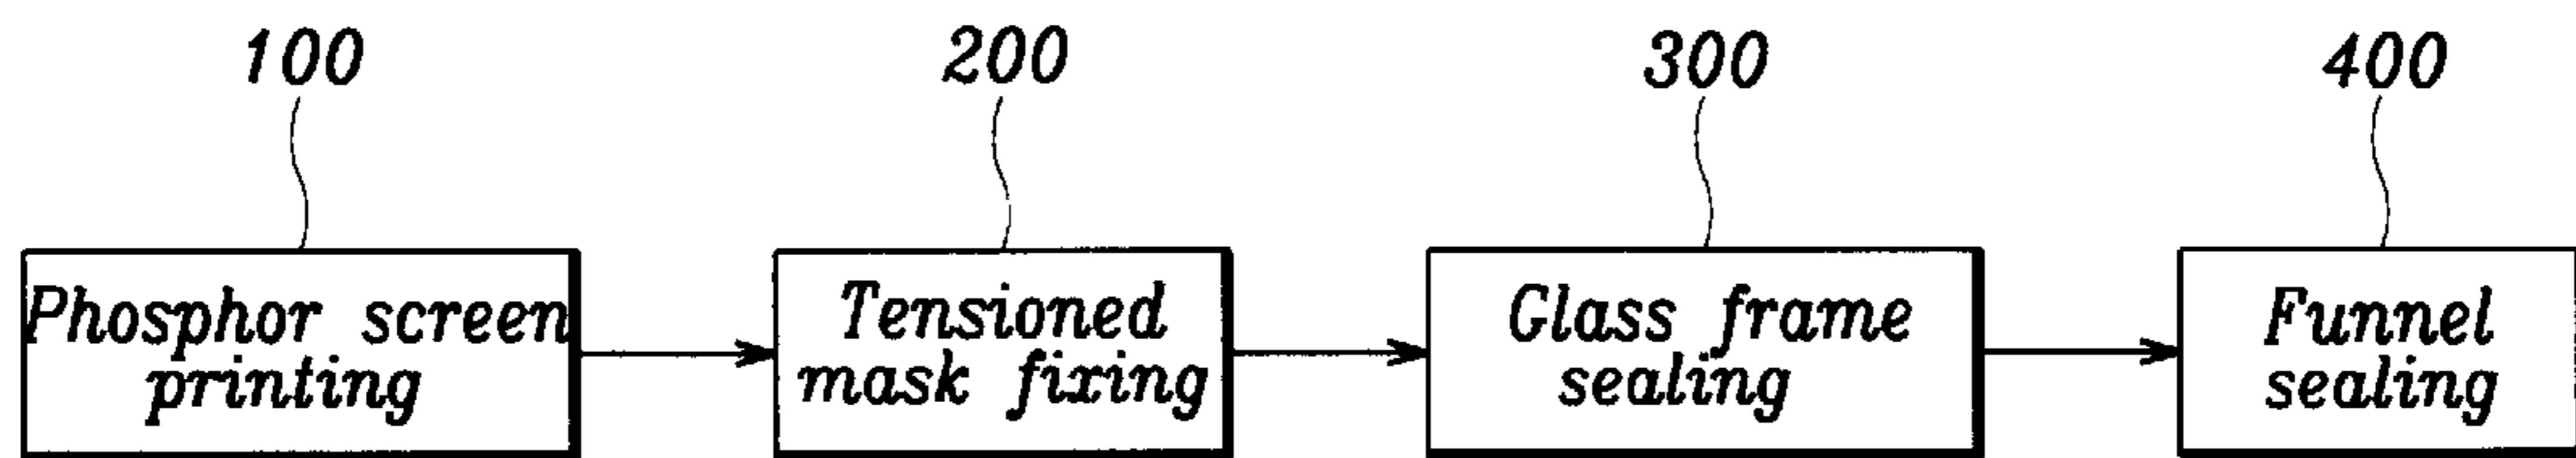 100
200
300
400
Phosphor screen
printing
Tensioned
mask fixing
Glass frame
sealing
Funnel
sealing